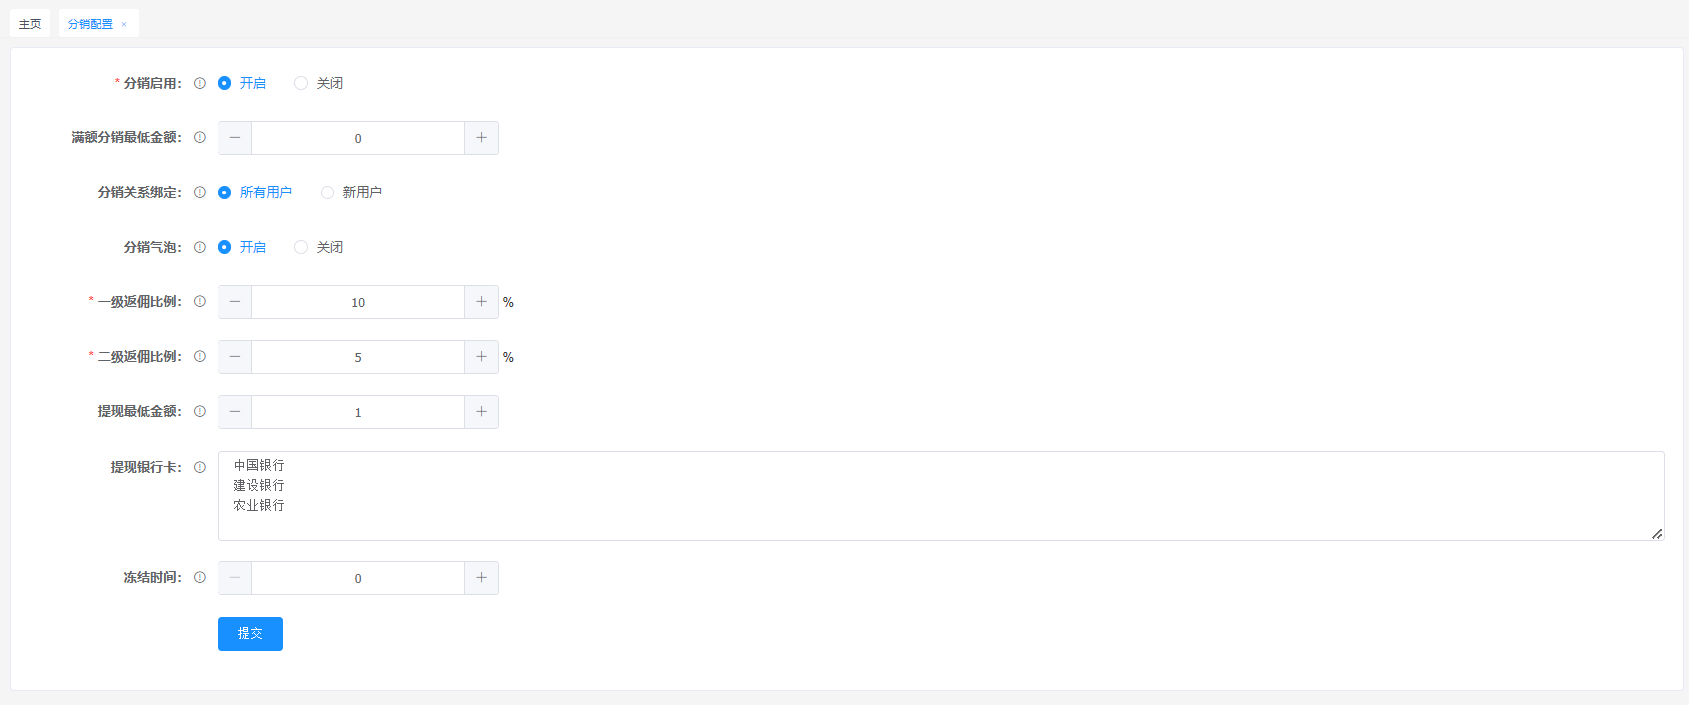 主页 分销配置 ×
* 分销启用： 开启 关闭
满额分销最低金额： 0
分销关系绑定： 所有用户 新用户
分销气泡： 开启 关闭
* 一级返佣比例： 10 %
* 二级返佣比例： 5 %
提现最低金额： 1
提现银行卡： 中国银行
建设银行
农业银行
冻结时间： 0
提交